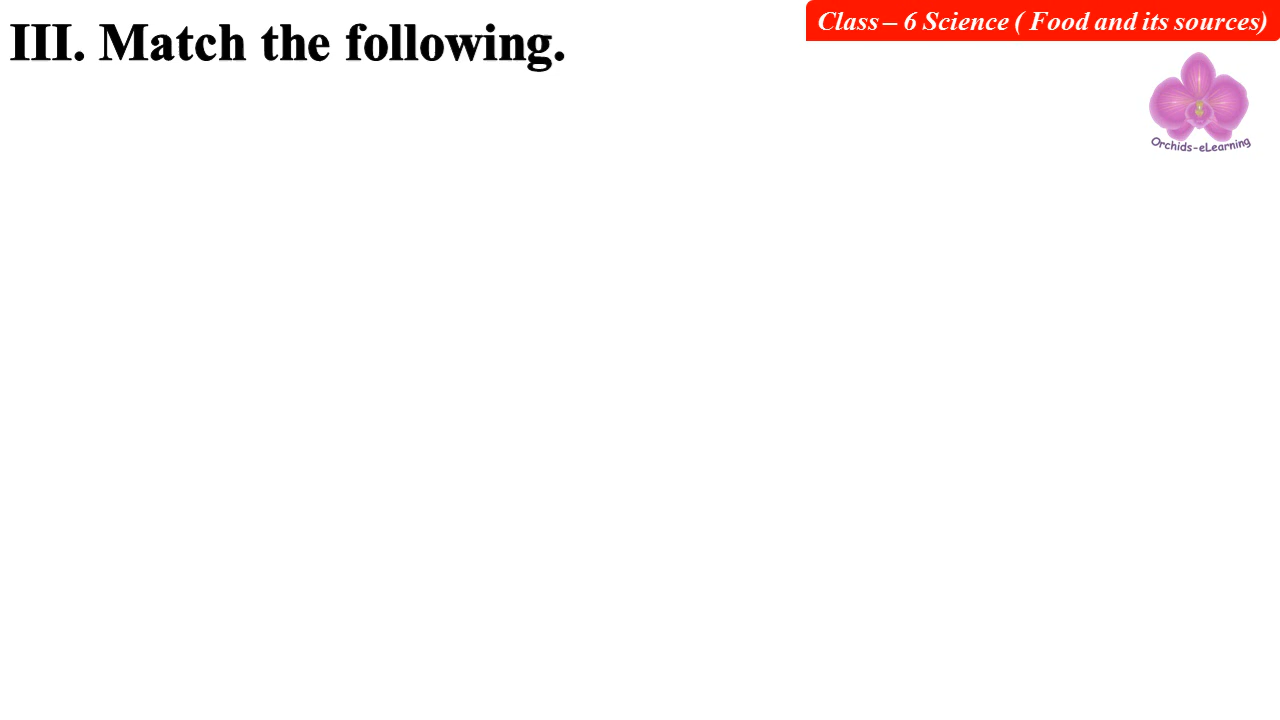 III. Match the following.
Class – 6 Science ( Food and its sources)
Orchids-eLearning